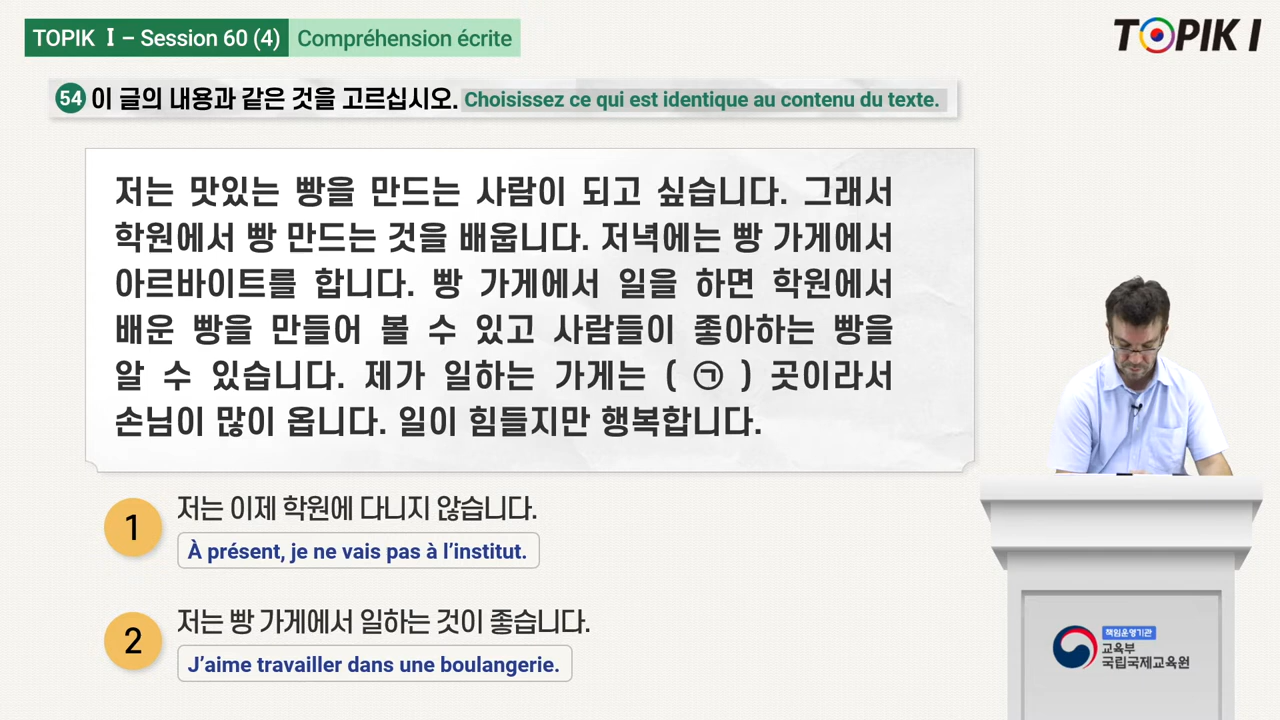 TOPIK I – Session 60 (4) Compréhension écrite
TOPIK I
54 이 글의 내용과 같은 것을 고르십시오. Choisissez ce qui est identique au contenu du texte.
저는 맛있는 빵을 만드는 사람이 되고 싶습니다. 그래서
학원에서 빵 만드는 것을 배웁니다. 저녁에는 빵 가게에서
아르바이트를 합니다. 빵 가게에서 일을 하면 학원에서
배운 빵을 만들어 볼 수 있고 사람들이 좋아하는 빵을
알 수 있습니다. 제가 일하는 가게는 ( ㉠ ) 곳이라서
손님이 많이 옵니다. 일이 힘들지만 행복합니다.
1 저는 이제 학원에 다니지 않습니다.
À présent, je ne vais pas à l’institut.
2 저는 빵 가게에서 일하는 것이 좋습니다.
J’aime travailler dans une boulangerie.
책임운영기관
교육부
국립국제교육원